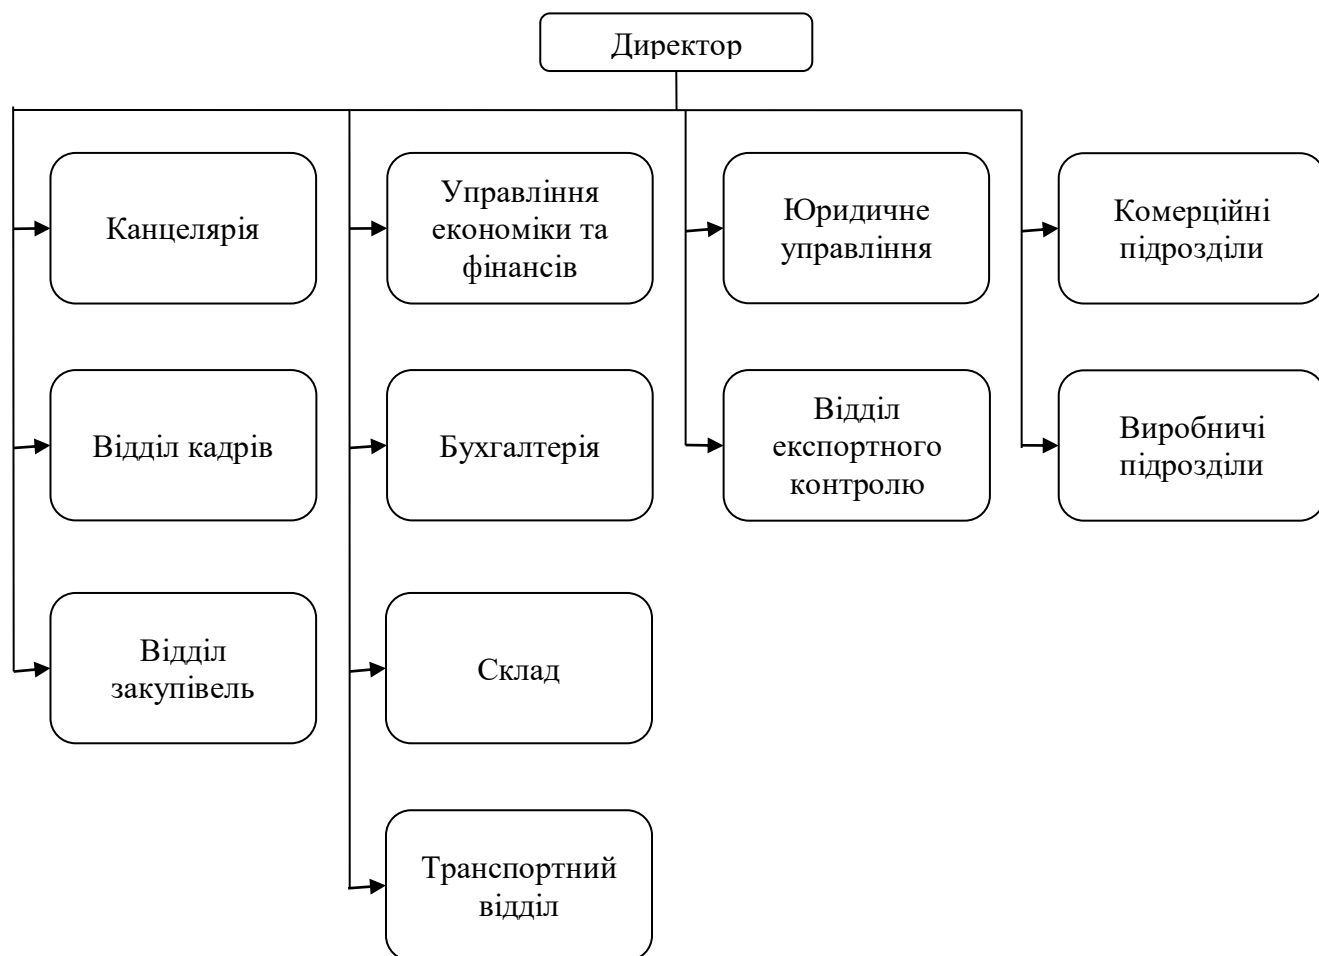 Директор
Канцелярія
Управління
економіки та
фінансів
Юридичне
управління
Комерційні
підрозділи
Відділ кадрів
Бухгалтерія
Відділ
експортного
контролю
Виробничі
підрозділи
Відділ
закупівель
Склад
Транспортний
відділ